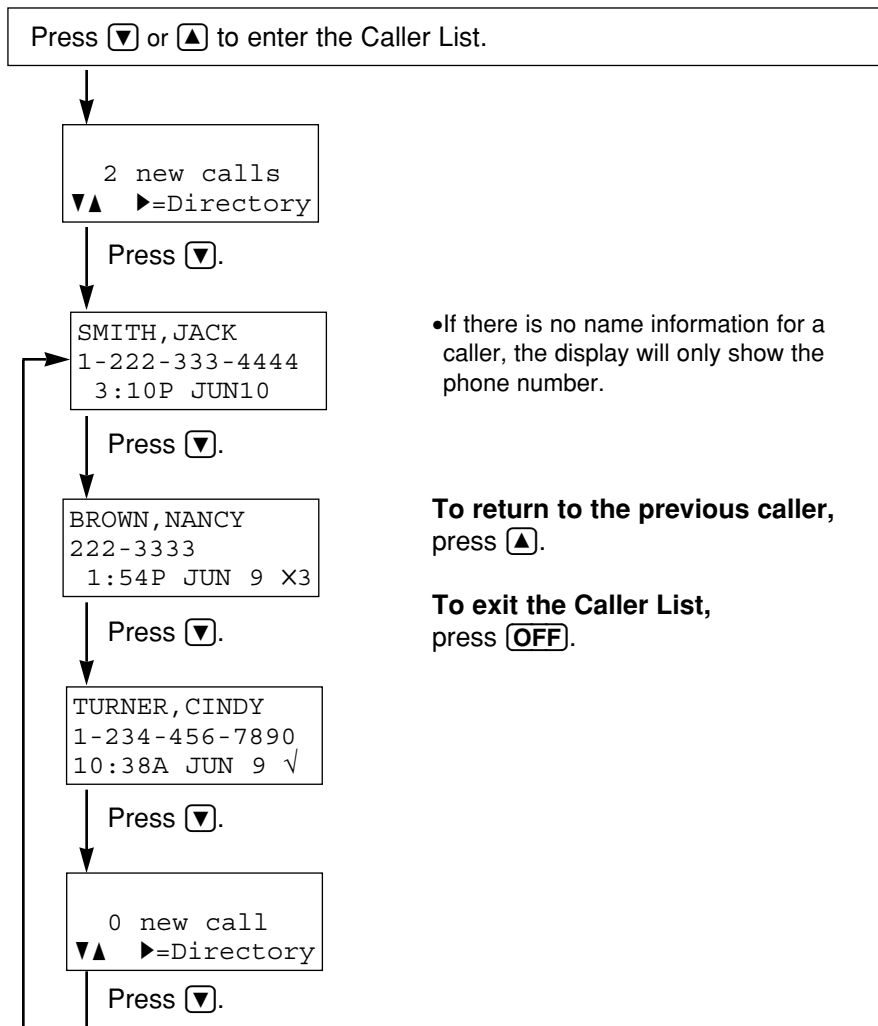 Press ▼ or ▲ to enter the Caller List.
2 new calls
▼▲ ▶=Directory
Press ▼.
SMITH,JACK
1-222-333-4444
3:10P JUN10
•If there is no name information for a
caller, the display will only show the
phone number.
Press ▼.
BROWN,NANCY
222-3333
1:54P JUN 9 ×3
To return to the previous caller,
press ▲.
To exit the Caller List,
press OFF.
Press ▼.
TURNER,CINDY
1-234-456-7890
10:38A JUN 9 √
Press ▼.
0 new call
▼▲ ▶=Directory
Press ▼.